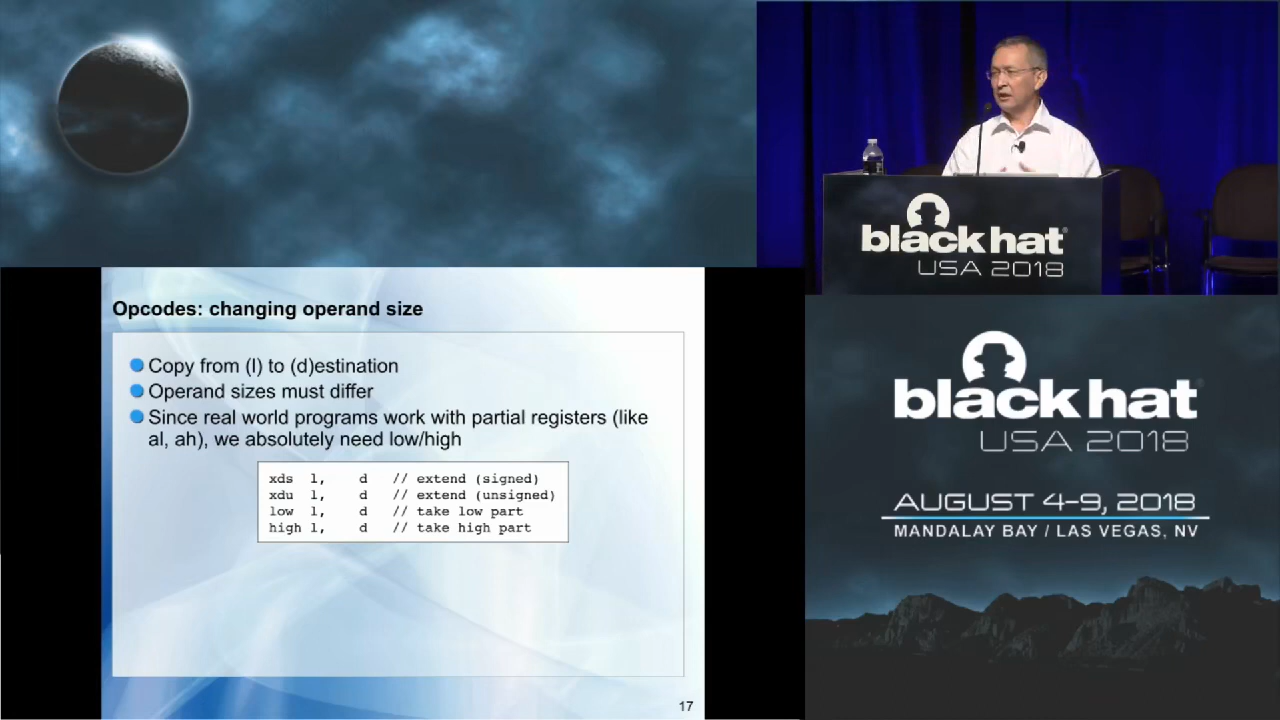 black hat
USA 2018
Opcodes: changing operand size
Copy from (l) to (d)estination
Operand sizes must differ
Since real world programs work with partial registers (like
al, ah), we absolutely need low/high
xds l, d // extend (signed)
xdu l, d // extend (unsigned)
low l, d // take low part
high l, d // take high part
17
black hat
USA 2018
AUGUST 4-9, 2018
MANDALAY BAY / LAS VEGAS, NV